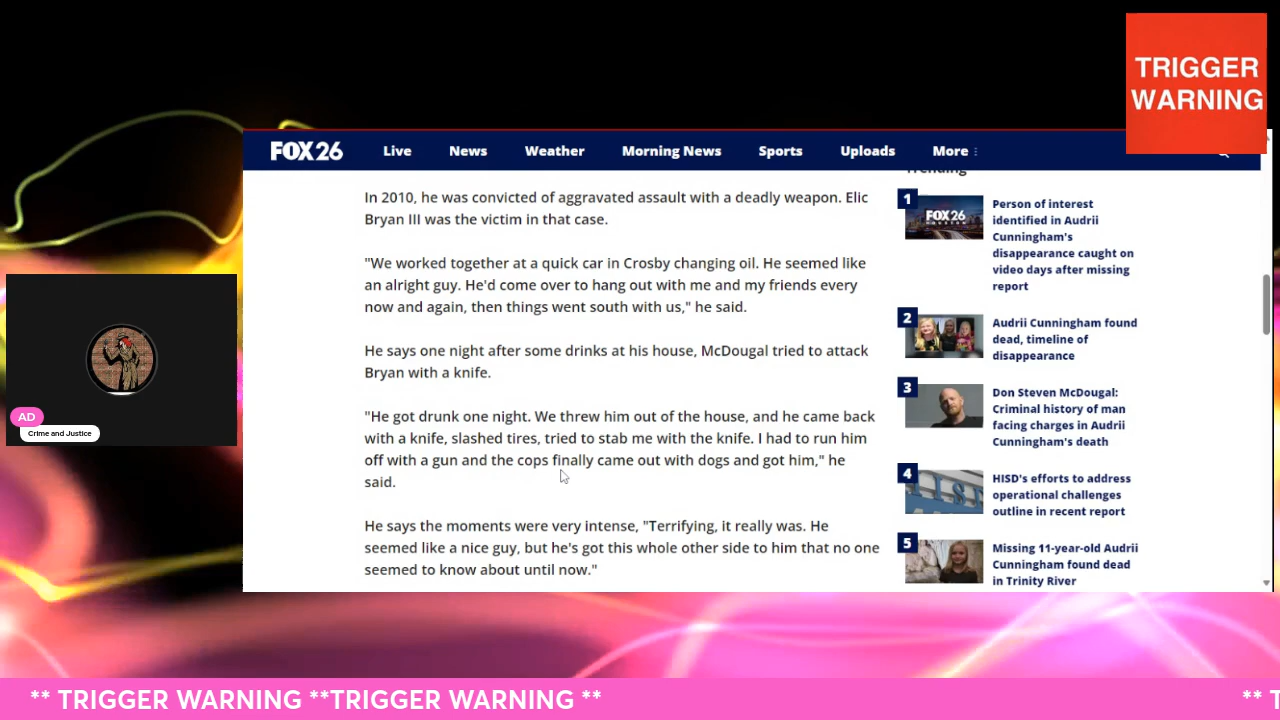 TRIGGER
WARNING
FOX 26
Live
News
Weather
Morning News
Sports
Uploads
More
In 2010, he was convicted of aggravated assault with a deadly weapon. Elic
Bryan III was the victim in that case.
"We worked together at a quick car in Crosby changing oil. He seemed like
an alright guy. He'd come over to hang out with me and my friends every
now and again, then things went south with us," he said.
He says one night after some drinks at his house, McDougal tried to attack
Bryan with a knife.
"He got drunk one night. We threw him out of the house, and he came back
with a knife, slashed tires, tried to stab me with the knife. I had to run him
off with a gun and the cops finally came out with dogs and got him," he
said.
He says the moments were very intense, "Terrifying, it really was. He
seemed like a nice guy, but he's got this whole other side to him that no one
seemed to know about until now."
Trending
1
FOX 26
Person of interest
identified in Audrii
Cunningham's
disappearance caught on
video days after missing
report
2
Audrii Cunningham found
dead, timeline of
disappearance
3
Don Steven McDougal:
Criminal history of man
facing charges in Audrii
Cunningham's death
4
HISD's efforts to address
operational challenges
outline in recent report
5
Missing 11-year-old Audrii
Cunningham found dead
in Trinity River
AD
Crime and Justice
** TRIGGER WARNING **TRIGGER WARNING **
** T